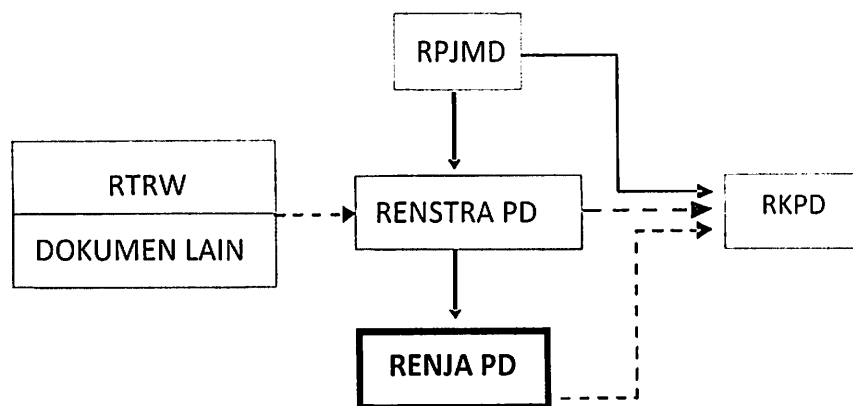 RPJMD
RTRW
DOKUMEN LAIN
RENSTRA PD
RKPD
RENJA PD